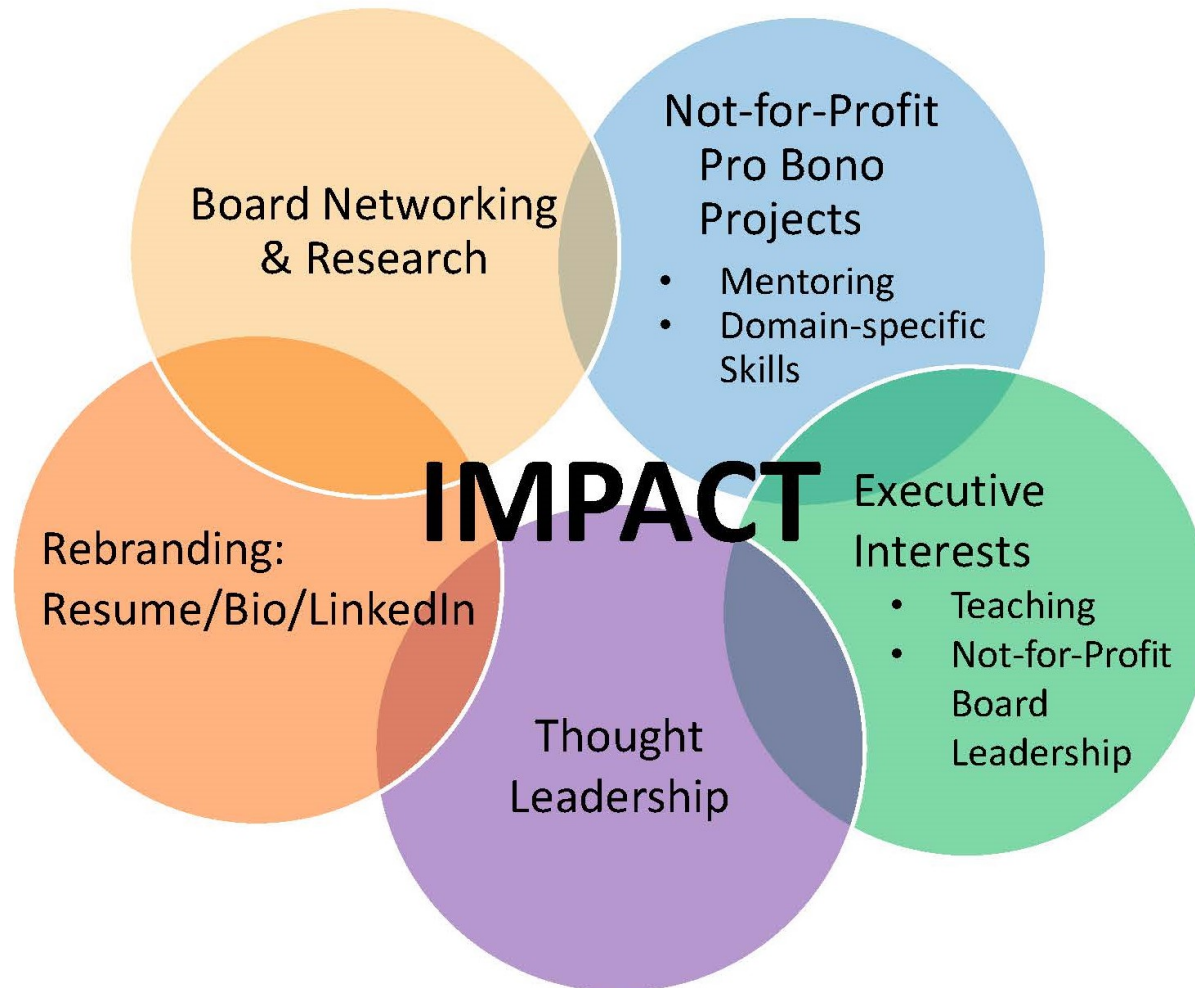 Board Networking
& Research
Not-for-Profit
Pro Bono
Projects
• Mentoring
• Domain-specific
Skills
IMPACT
Rebranding:
Resume/Bio/LinkedIn
Executive
Interests
• Teaching
• Not-for-Profit
Board
Leadership
Thought
Leadership